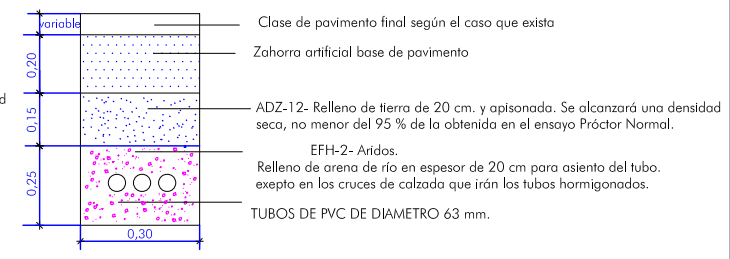 variable
Clase de pavimento final según el caso que exista
0,20
Zahorra artificial base de pavimento
d
0,15
ADZ-12- Relleno de tierra de 20 cm. y apisonada. Se alcanzará una densidad
seca, no menor del 95 % de la obtenida en el ensayo Próctor Normal.
0,25
EFH-2- Aridos.
Relleno de arena de río en espesor de 20 cm para asiento del tubo.
exepto en los cruces de calzada que irán los tubos hormigonados.
TUBOS DE PVC DE DIAMETRO 63 mm.
0,30